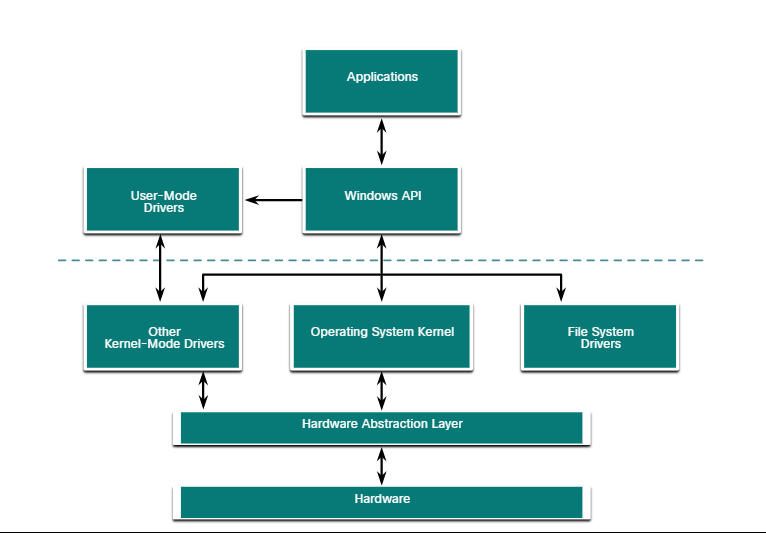 Applications
User-Mode
Drivers
Windows API
Other
Kernel-Mode Drivers
Operating System Kernel
File System
Drivers
Hardware Abstraction Layer
Hardware